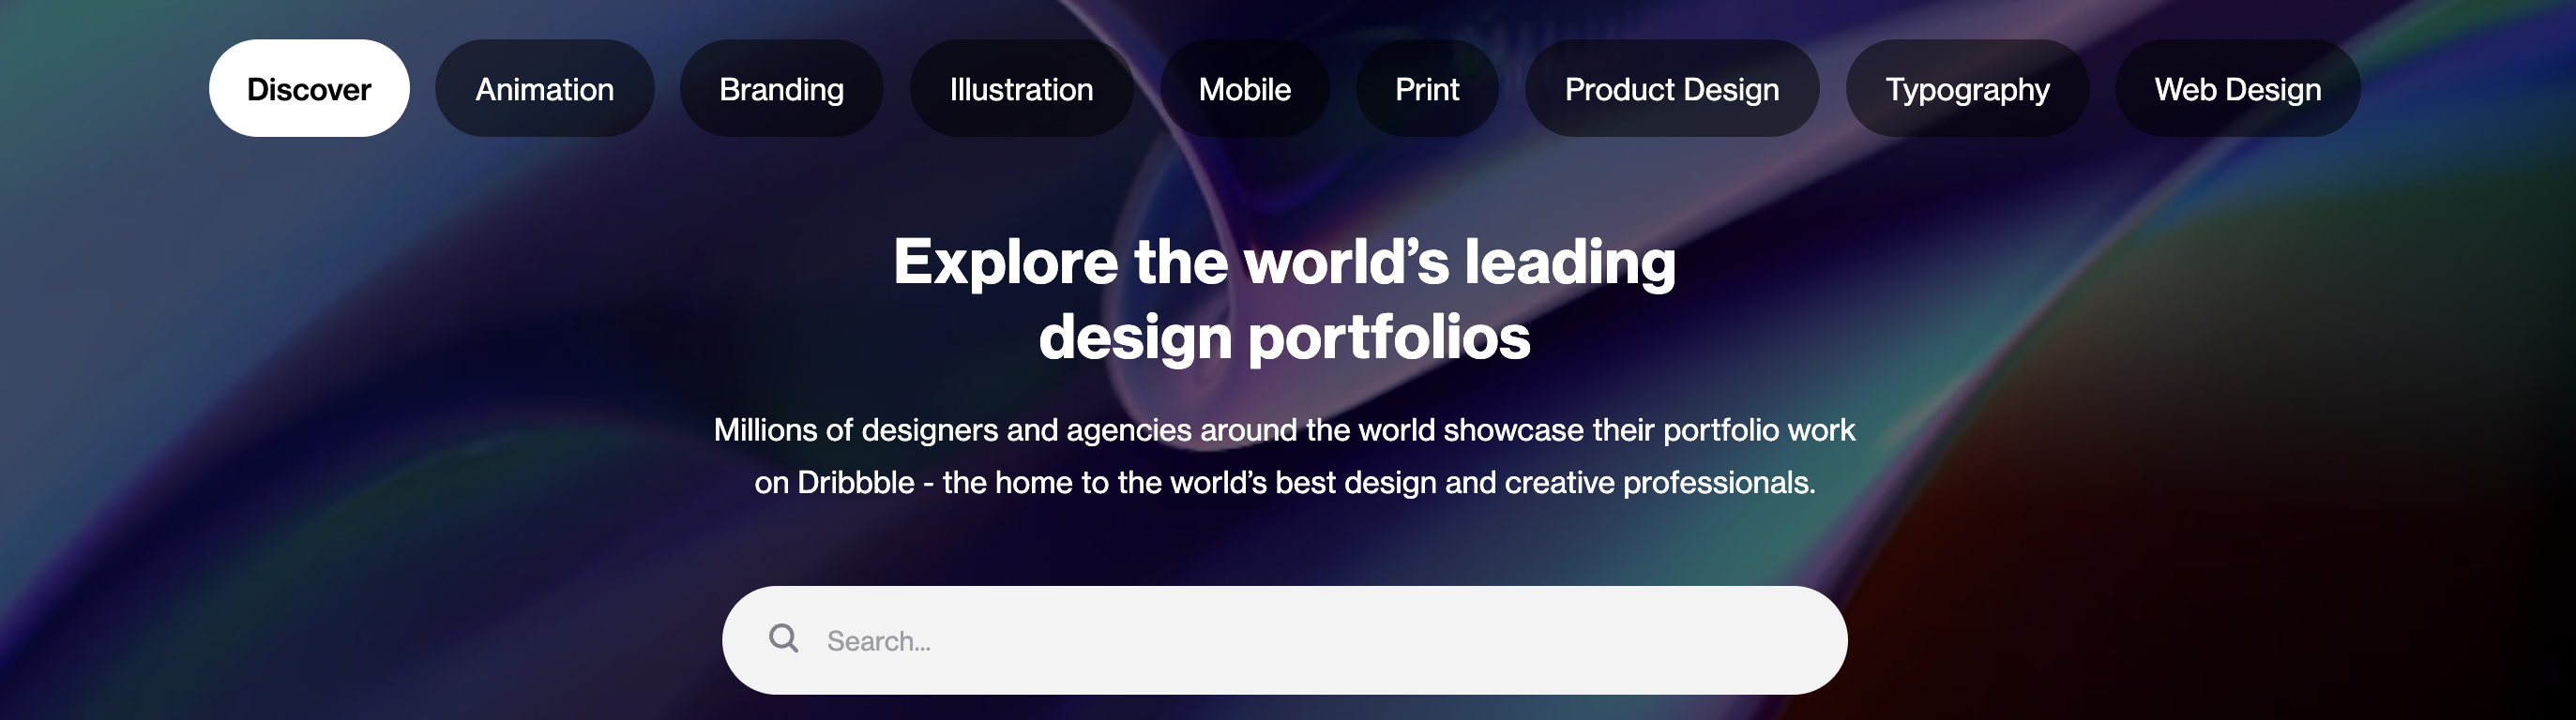 Discover Animation Branding Illustration Mobile Print Product Design Typography Web Design
Explore the world’s leading
design portfolios
Millions of designers and agencies around the world showcase their portfolio work
on Dribbble - the home to the world’s best design and creative professionals.
Search...